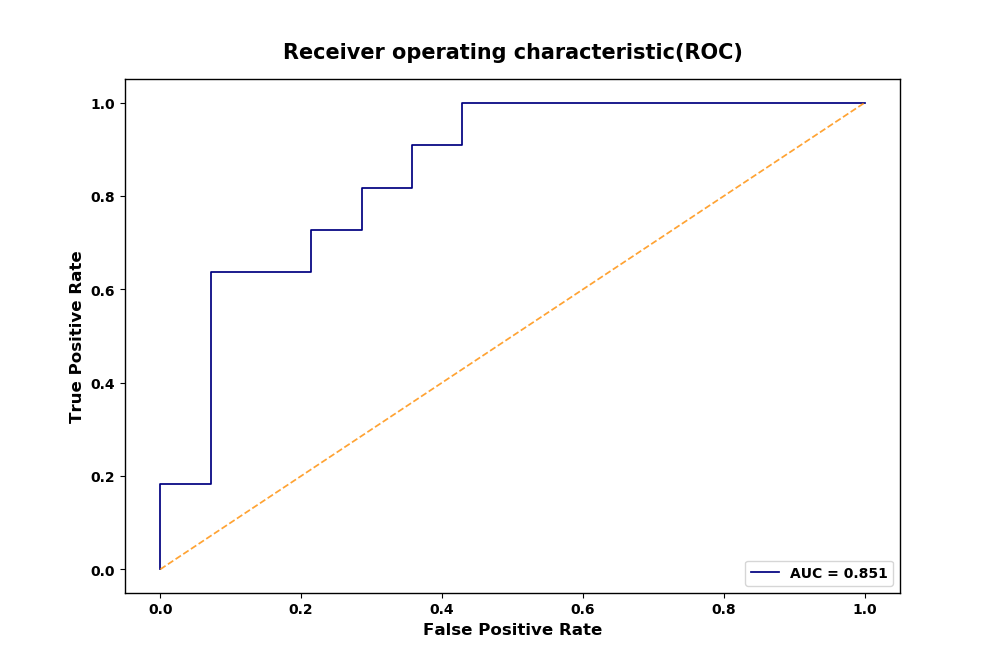 Receiver operating characteristic(ROC)
True Positive Rate
1.0
0.8
0.6
0.4
0.2
0.0
AUC = 0.851
0.0 0.2 0.4 0.6 0.8 1.0
False Positive Rate